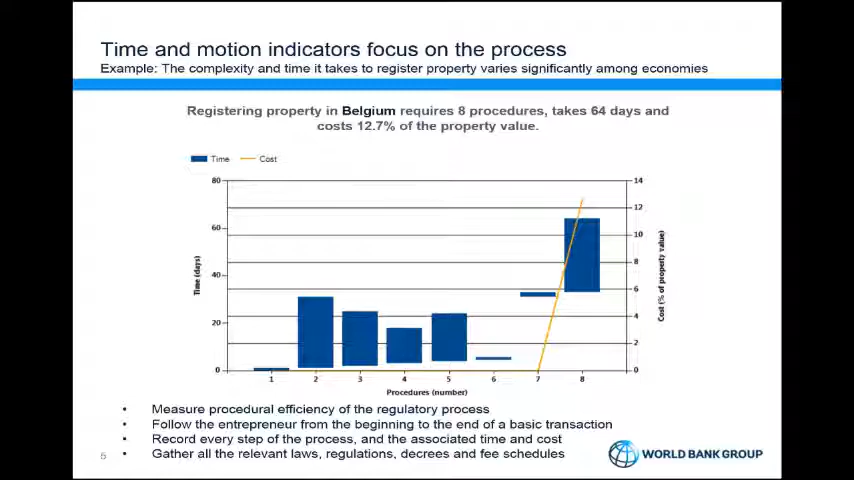 Time and motion indicators focus on the process
Example: The complexity and time it takes to register property varies significantly among economies
Registering property in Belgium requires 8 procedures, takes 64 days and
costs 12.7% of the property value.
Time Cost
80 14
12
60
10
8
40
6
4
20
2
0 0
1 2 3 4 5 6 7 8
Time (days)
Cost (% of property value)
Procedures (number)
• Measure procedural efficiency of the regulatory process
• Follow the entrepreneur from the beginning to the end of a basic transaction
• Record every step of the process, and the associated time and cost
• Gather all the relevant laws, regulations, decrees and fee schedules
5
WORLD BANK GROUP